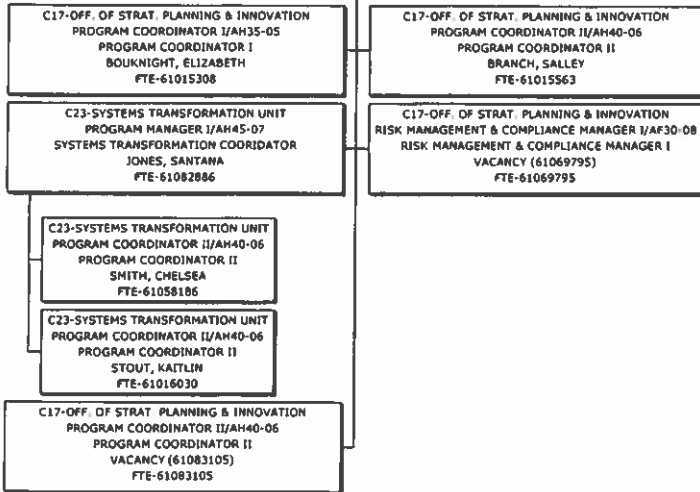 C17-OFF. OF STRAT. PLANNING & INNOVATION
PROGRAM COORDINATOR I/AH35-05
PROGRAM COORDINATOR I
BOUKNIGHT, ELIZABETH
FTE-61015308
C17-OFF. OF STRAT. PLANNING & INNOVATION
PROGRAM COORDINATOR II/AH40-06
PROGRAM COORDINATOR II
BRANCH, SALLEY
FTE-61015563
C23-SYSTEMS TRANSFORMATION UNIT
PROGRAM MANAGER I/AH45-07
SYSTEMS TRANSFORMATION COORIDATOR
JONES, SANTANA
FTE-61082886
C17-OFF. OF STRAT. PLANNING & INNOVATION
RISK MANAGEMENT & COMPLIANCE MANAGER I/AF30-08
RISK MANAGEMENT & COMPLIANCE MANAGER I
VACANCY (61069795)
FTE-61069795
C23-SYSTEMS TRANSFORMATION UNIT
PROGRAM COORDINATOR II/AH40-06
PROGRAM COORDINATOR II
SMITH, CHELSEA
FTE-61058186
C23-SYSTEMS TRANSFORMATION UNIT
PROGRAM COORDINATOR II/AH40-06
PROGRAM COORDINATOR II
STOUT, KAITLIN
FTE-61016030
C17-OFF. OF STRAT. PLANNING & INNOVATION
PROGRAM COORDINATOR II/AH40-06
PROGRAM COORDINATOR II
VACANCY (61083105)
FTE-61083105